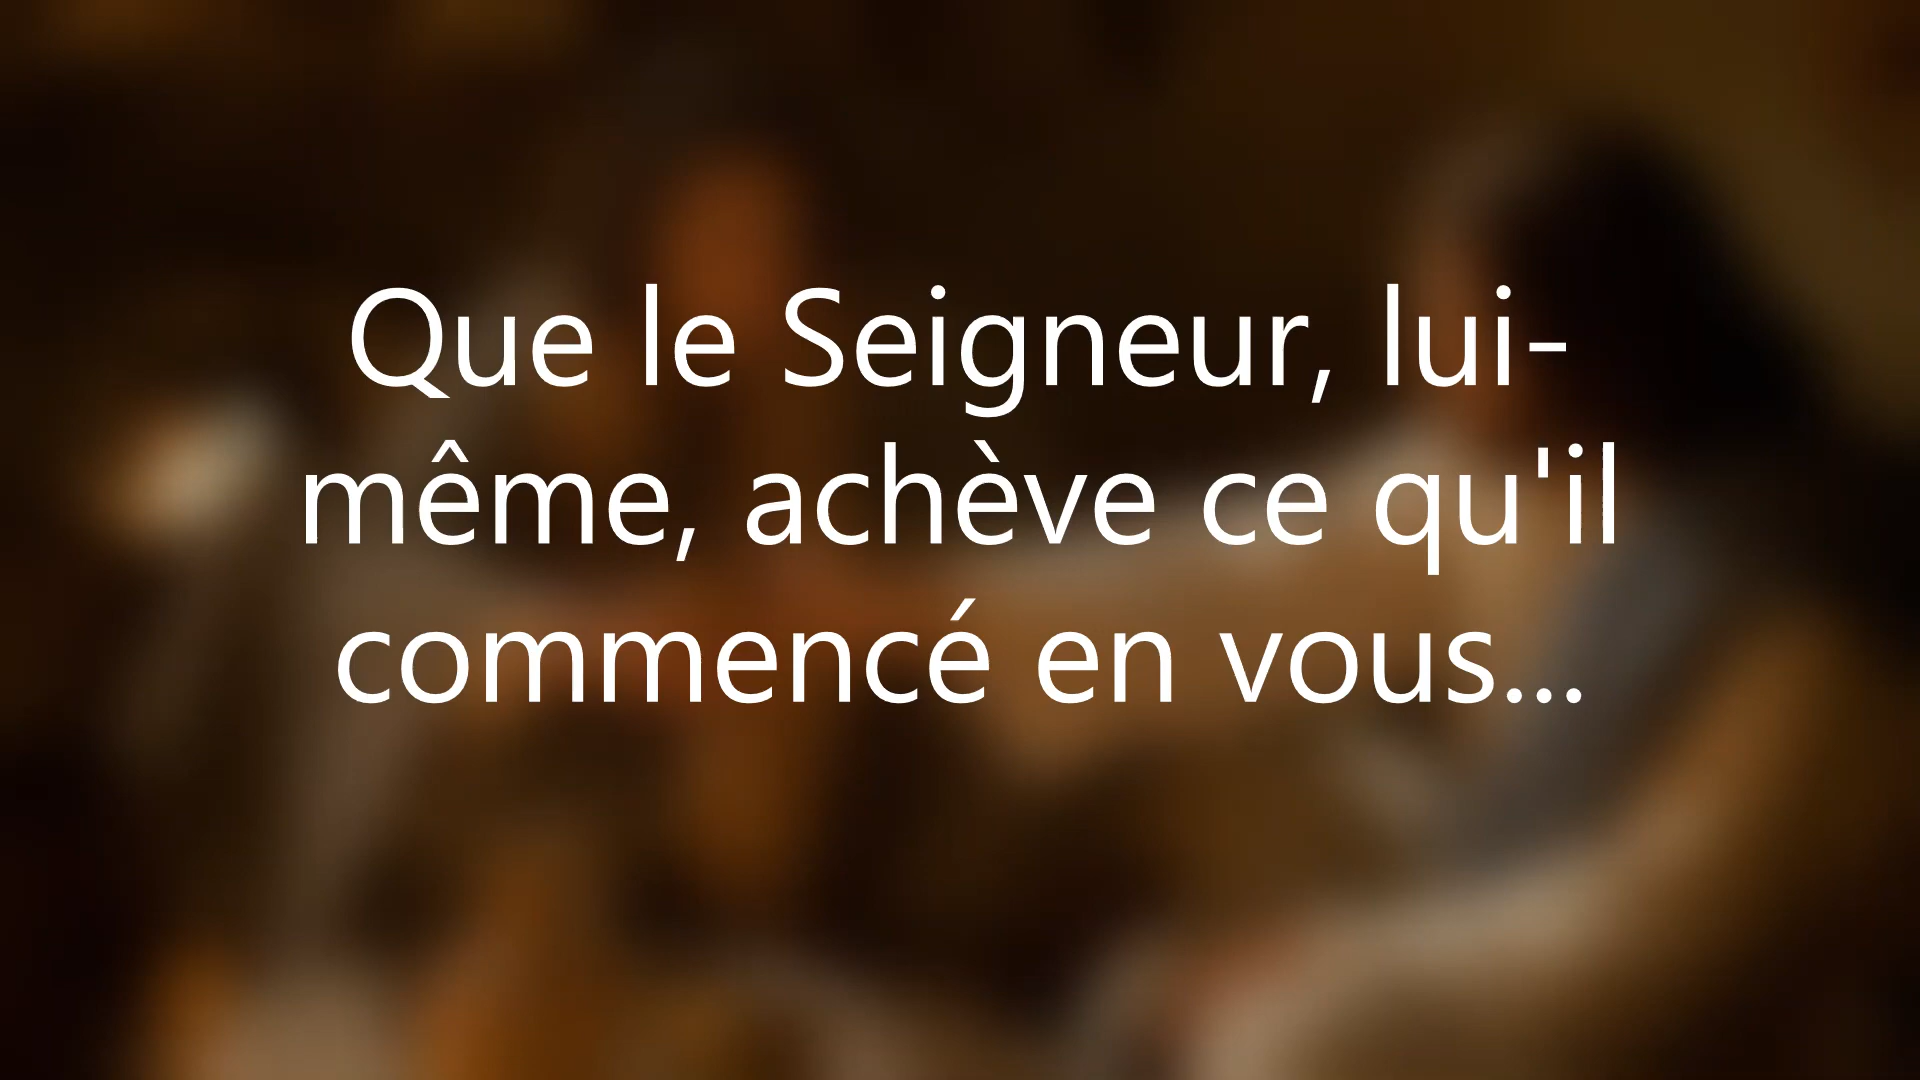 Que le Seigneur, lui-
même, achève ce qu'il
commencé en vous...